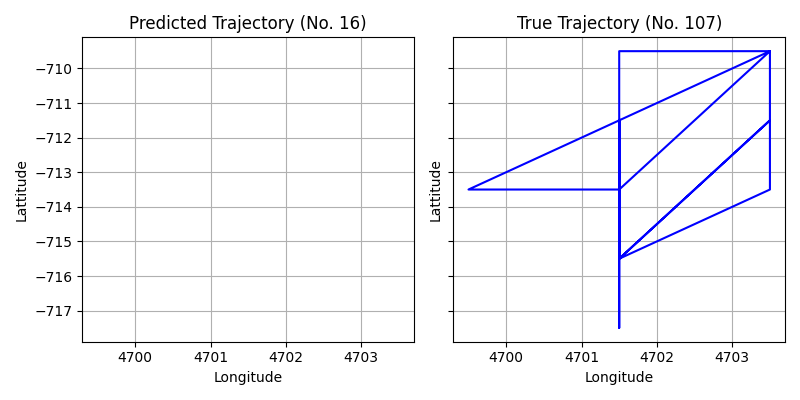 Predicted Trajectory (No. 16)
True Trajectory (No. 107)
Lattitude
−710
−711
−712
−713
−714
−715
−716
−717
4700
4701
4702
4703
Longitude
Lattitude
4700
4701
4702
4703
Longitude